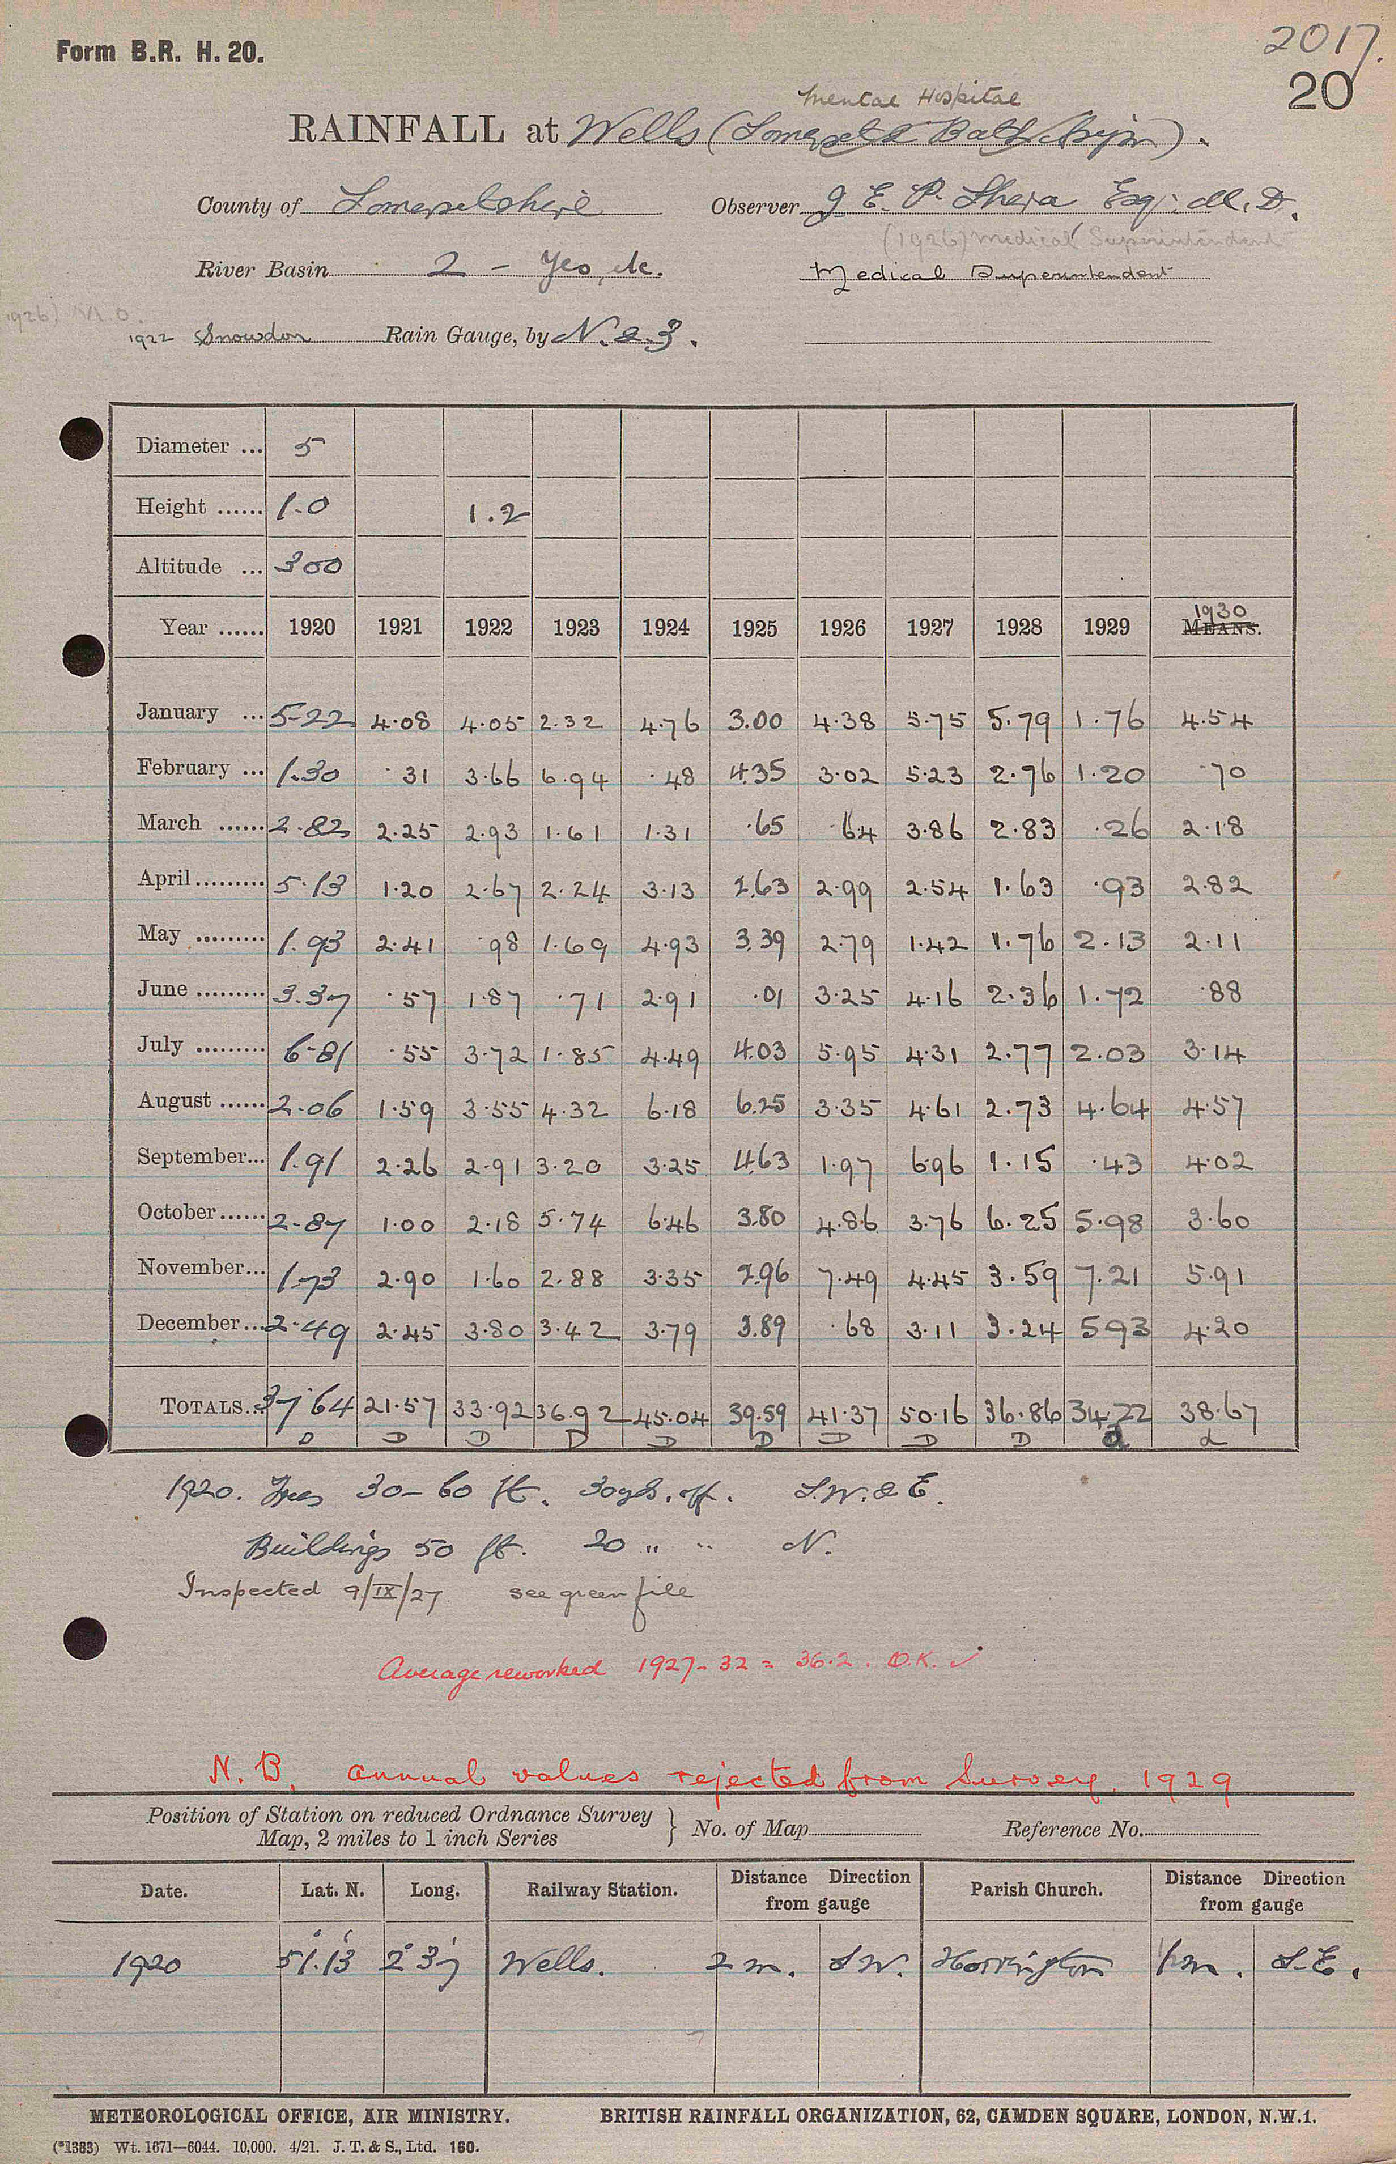 Form B.R. H. 20.
2017.
20
Mental Hospital
RAINFALL at Wells (Somerset & Bath Asylum).
County of Somersetshire Observer J E. P. Shera Esq. M. D.
(1926) Medical Superintendent
River Basin 2 - Yeo, etc. Medical Superintendent
1926) M.O.
1922 Snowdon Rain Gauge, by N. & Z.
Diameter ... 5
Height ...... 1.0 1.2
Altitude ... 300
Year ...... 1920 1921 1922 1923 1924 1925 1926 1927 1928 1929 1930 MEANS.
January ... 5.22 4.08 4.05 2.32 4.76 3.00 4.38 5.75 5.79 1.76 4.54
February ... 1.30 .31 3.66 6.94 .48 4.35 3.02 5.23 2.76 1.20 .70
March ...... 2.82 2.25 2.93 1.61 1.31 .65 .64 3.86 2.83 .26 2.18
April ......... 5.13 1.20 2.67 2.24 3.13 2.63 2.99 2.54 1.63 .93 2.82
May ......... 1.93 2.41 .98 1.69 4.93 3.39 2.79 1.42 1.76 2.13 2.11
June ......... 3.37 .57 1.87 .71 2.91 .01 3.25 4.16 2.36 1.72 .88
July ......... 6.81 .55 3.72 1.85 4.49 4.03 5.95 4.31 2.77 2.03 3.14
August ...... 2.06 1.59 3.55 4.32 6.18 6.25 3.35 4.61 2.73 4.64 4.57
September... 1.91 2.26 2.91 3.20 3.25 4.63 1.97 6.96 1.15 .43 4.02
October ...... 2.87 1.00 2.18 5.74 6.46 3.80 4.86 3.76 6.25 5.98 3.60
November... 1.73 2.90 1.60 2.88 3.35 2.96 7.49 4.45 3.59 7.21 5.91
December ... 2.49 2.45 3.80 3.42 3.79 3.89 .68 3.11 3.24 5.93 4.20
TOTALS... 37.64 21.57 33.92 36.92 45.04 39.59 41.37 50.16 36.86 34.22 38.67
D D D D D D D D D d d
1920. Trees 30-60 ft. 30yds. off. S.W. & E.
Buildings 50 ft. 20 " " N.
Inspected 9/IX/27 see green file
Average reworked 1927-32 = 36.2. O.K. ✓
N. B. annual values rejected from Survey, 1929
Position of Station on reduced Ordnance Survey Map, 2 miles to 1 inch Series } No. of Map Reference No.
Date. Lat. N. Long. Railway Station. Distance Direction from gauge Parish Church. Distance Direction from gauge
1920 51°.13' 2° 37' Wells. 2 m. S W. Horrington 1/m. S.E.
METEOROLOGICAL OFFICE, AIR MINISTRY. BRITISH RAINFALL ORGANIZATION, 62, CAMDEN SQUARE, LONDON, N.W.1.
(*1383) Wt. 1671—6044. 10,000. 4/21. J. T. & S., Ltd. 160.